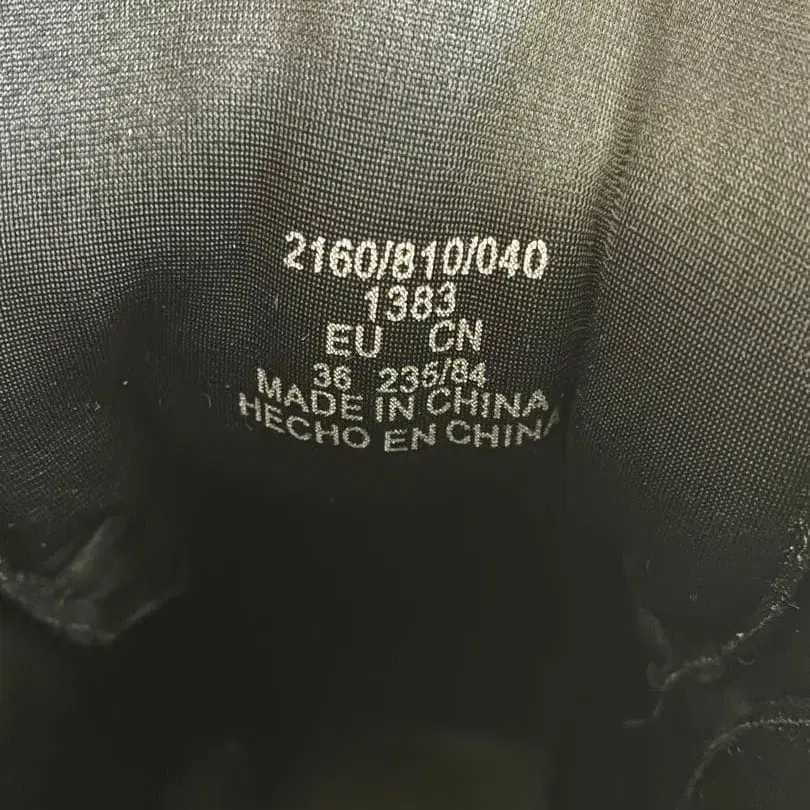 2160/810/040
1383
EU CN
36 235/84
MADE IN CHINA
HECHO EN CHINA